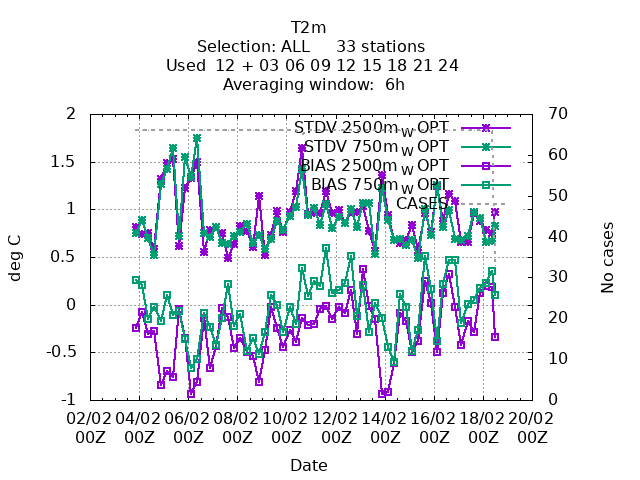 T2m
Selection: ALL 33 stations
Used 12 + 03 06 09 12 15 18 21 24
Averaging window: 6h
2
1.5
1
0.5
0
-0.5
-1
deg C
70
60
50
40
30
20
10
0
No cases
STDV 2500m_W OPT
STDV 750m_W OPT
BIAS 2500m_W OPT
BIAS 750m_W OPT
CASES
02/02 04/02 06/02 08/02 10/02 12/02 14/02 16/02 18/02 20/02
00Z 00Z 00Z 00Z 00Z 00Z 00Z 00Z 00Z 00Z
Date